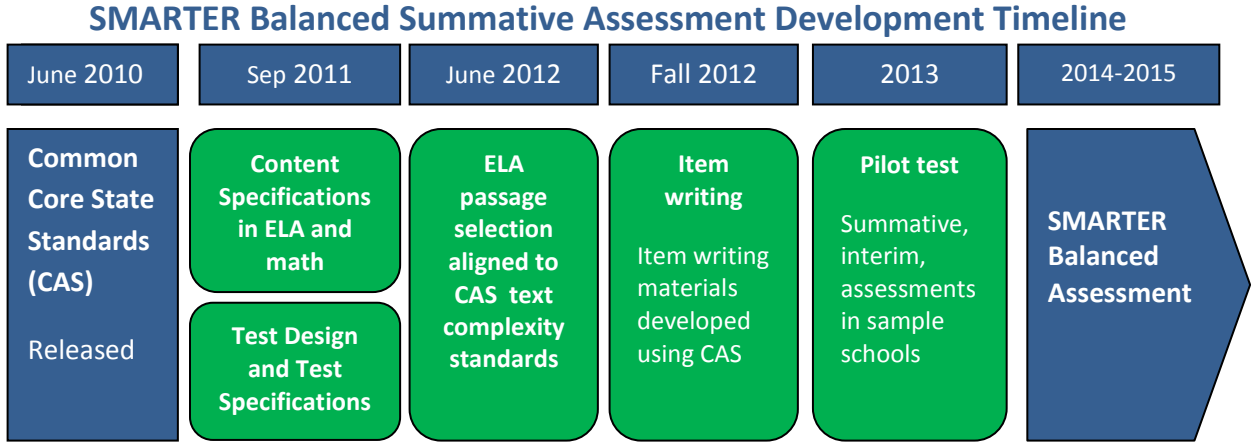 SMARTER Balanced Summative Assessment Development Timeline
June 2010
Sep 2011
June 2012
Fall 2012
2013
2014-2015
Common
Core State
Standards
(CAS)
Released
Content
Specifications
in ELA and
math
Test Design
and Test
Specifications
ELA
passage
selection
aligned to
CAS text
complexity
standards
Item
writing
Item writing
materials
developed
using CAS
Pilot test
Summative,
interim,
assessments
in sample
schools
SMARTER
Balanced
Assessment